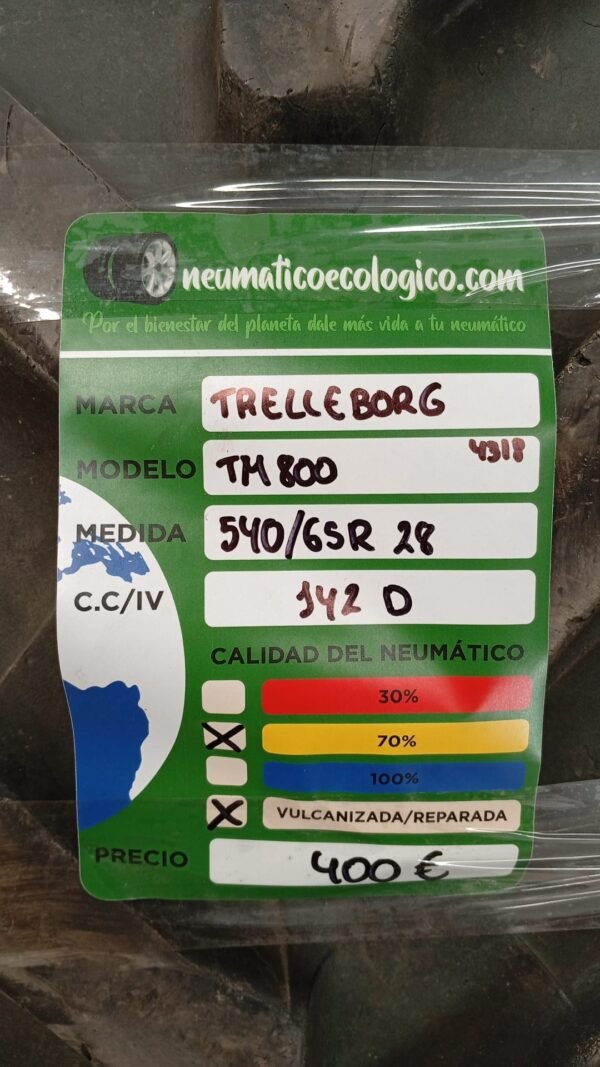 neumaticoecologico.com
Por el bienestar del planeta dale más vida a tu neumático
MARCA TRELLEBORG
MODELO TM 800 4318
MEDIDA 540/65R 28
C.C/IV 142 D
CALIDAD DEL NEUMÁTICO
30%
X 70%
100%
X VULCANIZADA/REPARADA
PRECIO 400 €